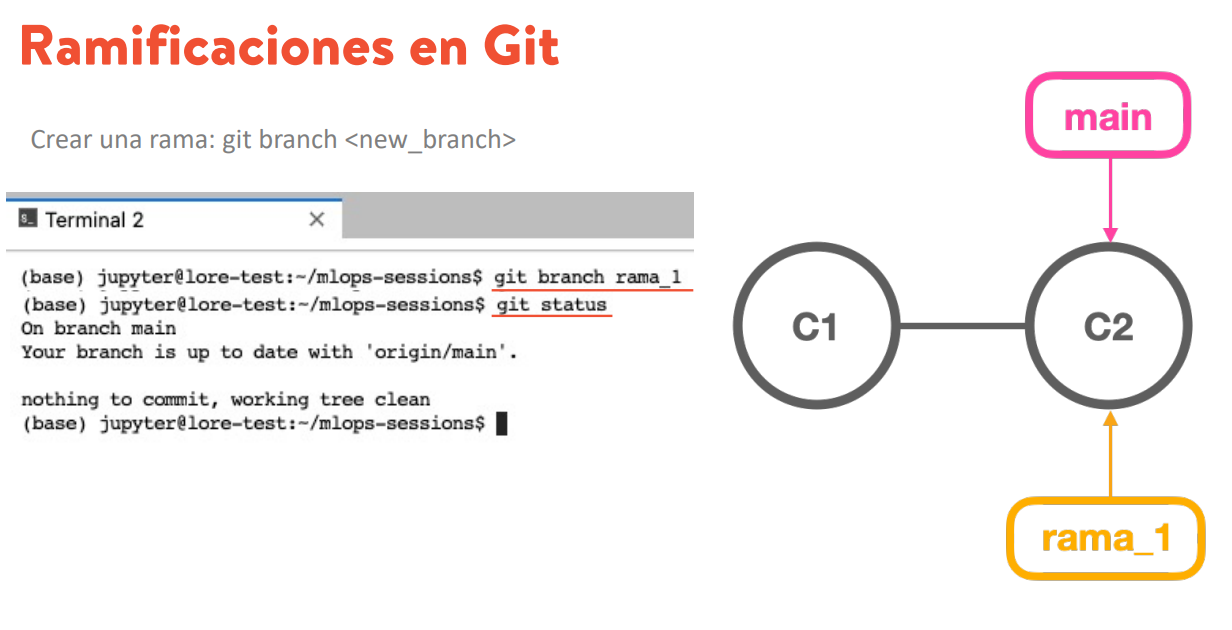 Ramificaciones en Git
Crear una rama: git branch <new_branch>
Terminal 2
(base) jupyter@lore-test:~/mlops-sessions$ git branch rama_1
(base) jupyter@lore-test:~/mlops-sessions$ git status
On branch main
Your branch is up to date with 'origin/main'.
nothing to commit, working tree clean
(base) jupyter@lore-test:~/mlops-sessions$
main
C1
C2
rama_1